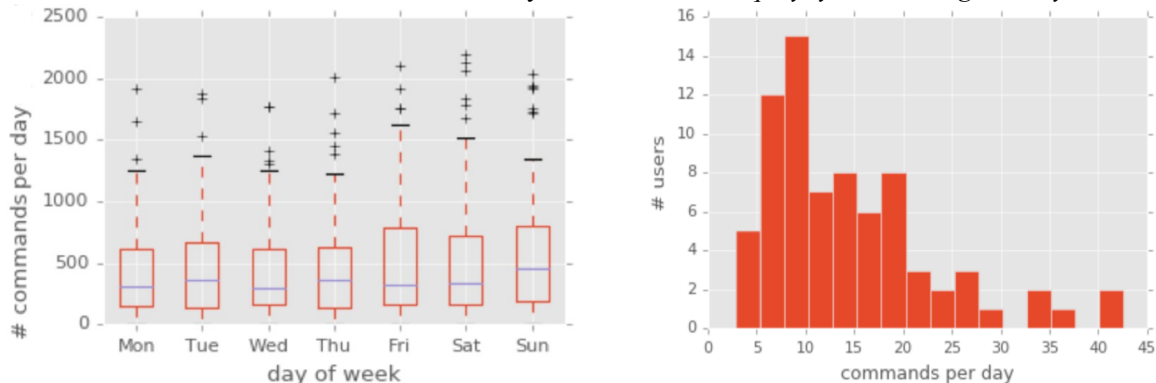 2500
2000
1500
1000
500
0
# commands per day
Mon Tue Wed Thu Fri Sat Sun
day of week
16
14
12
10
8
6
4
2
0
# users
0 5 10 15 20 25 30 35 40 45
commands per day